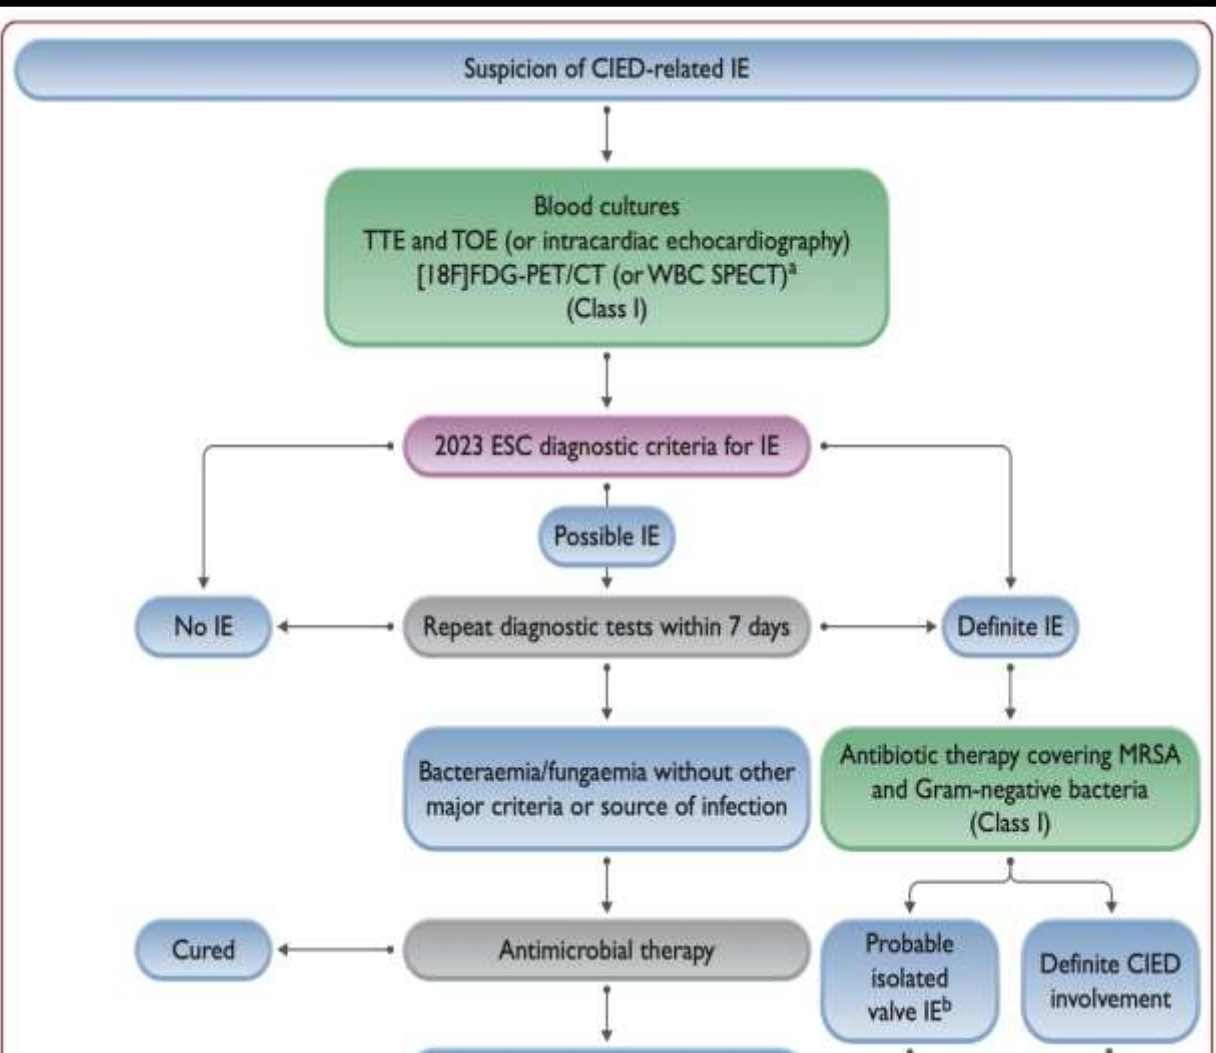 Suspicion of CIED-related IE
Blood cultures
TTE and TOE (or intracardiac echocardiography)
[18F]FDG-PET/CT (or WBC SPECT)ᵃ
(Class I)
2023 ESC diagnostic criteria for IE
Possible IE
No IE
Repeat diagnostic tests within 7 days
Definite IE
Bacteraemia/fungaemia without other
major criteria or source of infection
Antibiotic therapy covering MRSA
and Gram-negative bacteria
(Class I)
Cured
Antimicrobial therapy
Probable
isolated
valve IEᵇ
Definite CIED
involvement